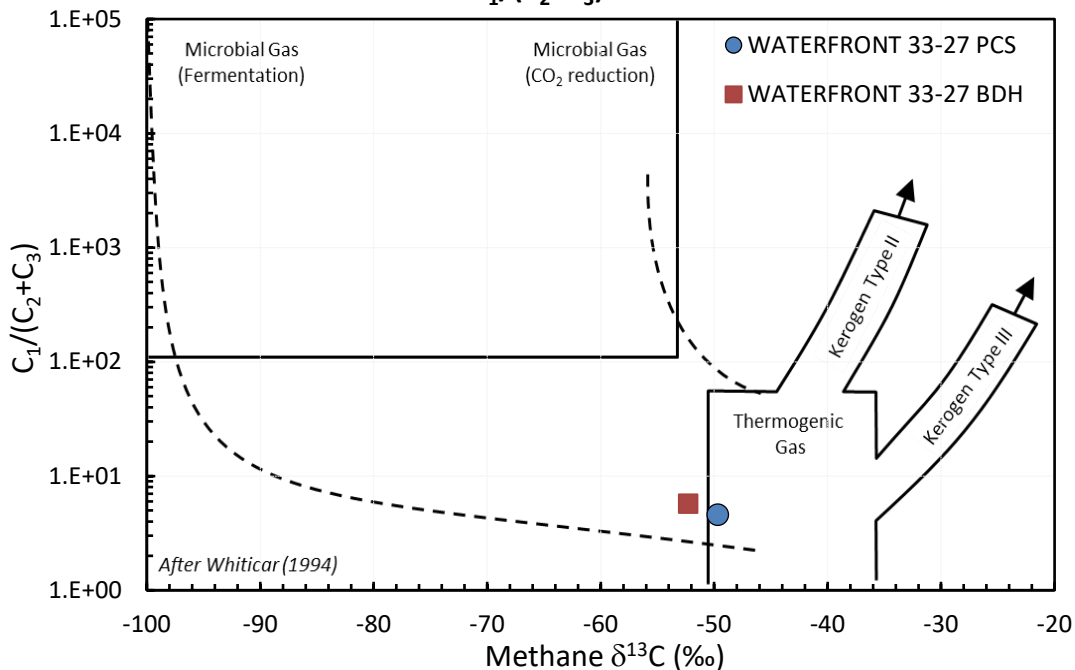 1.E+05
1.E+04
1.E+03
1.E+02
1.E+01
1.E+00
C₁/(C₂+C₃)
Microbial Gas
(Fermentation)
Microbial Gas
(CO₂ reduction)
WATERFRONT 33-27 PCS
WATERFRONT 33-27 BDH
Kerogen Type II
Kerogen Type III
Thermogenic
Gas
After Whiticar (1994)
-100
-90
-80
-70
-60
-50
-40
-30
-20
Methane δ¹³C (‰)